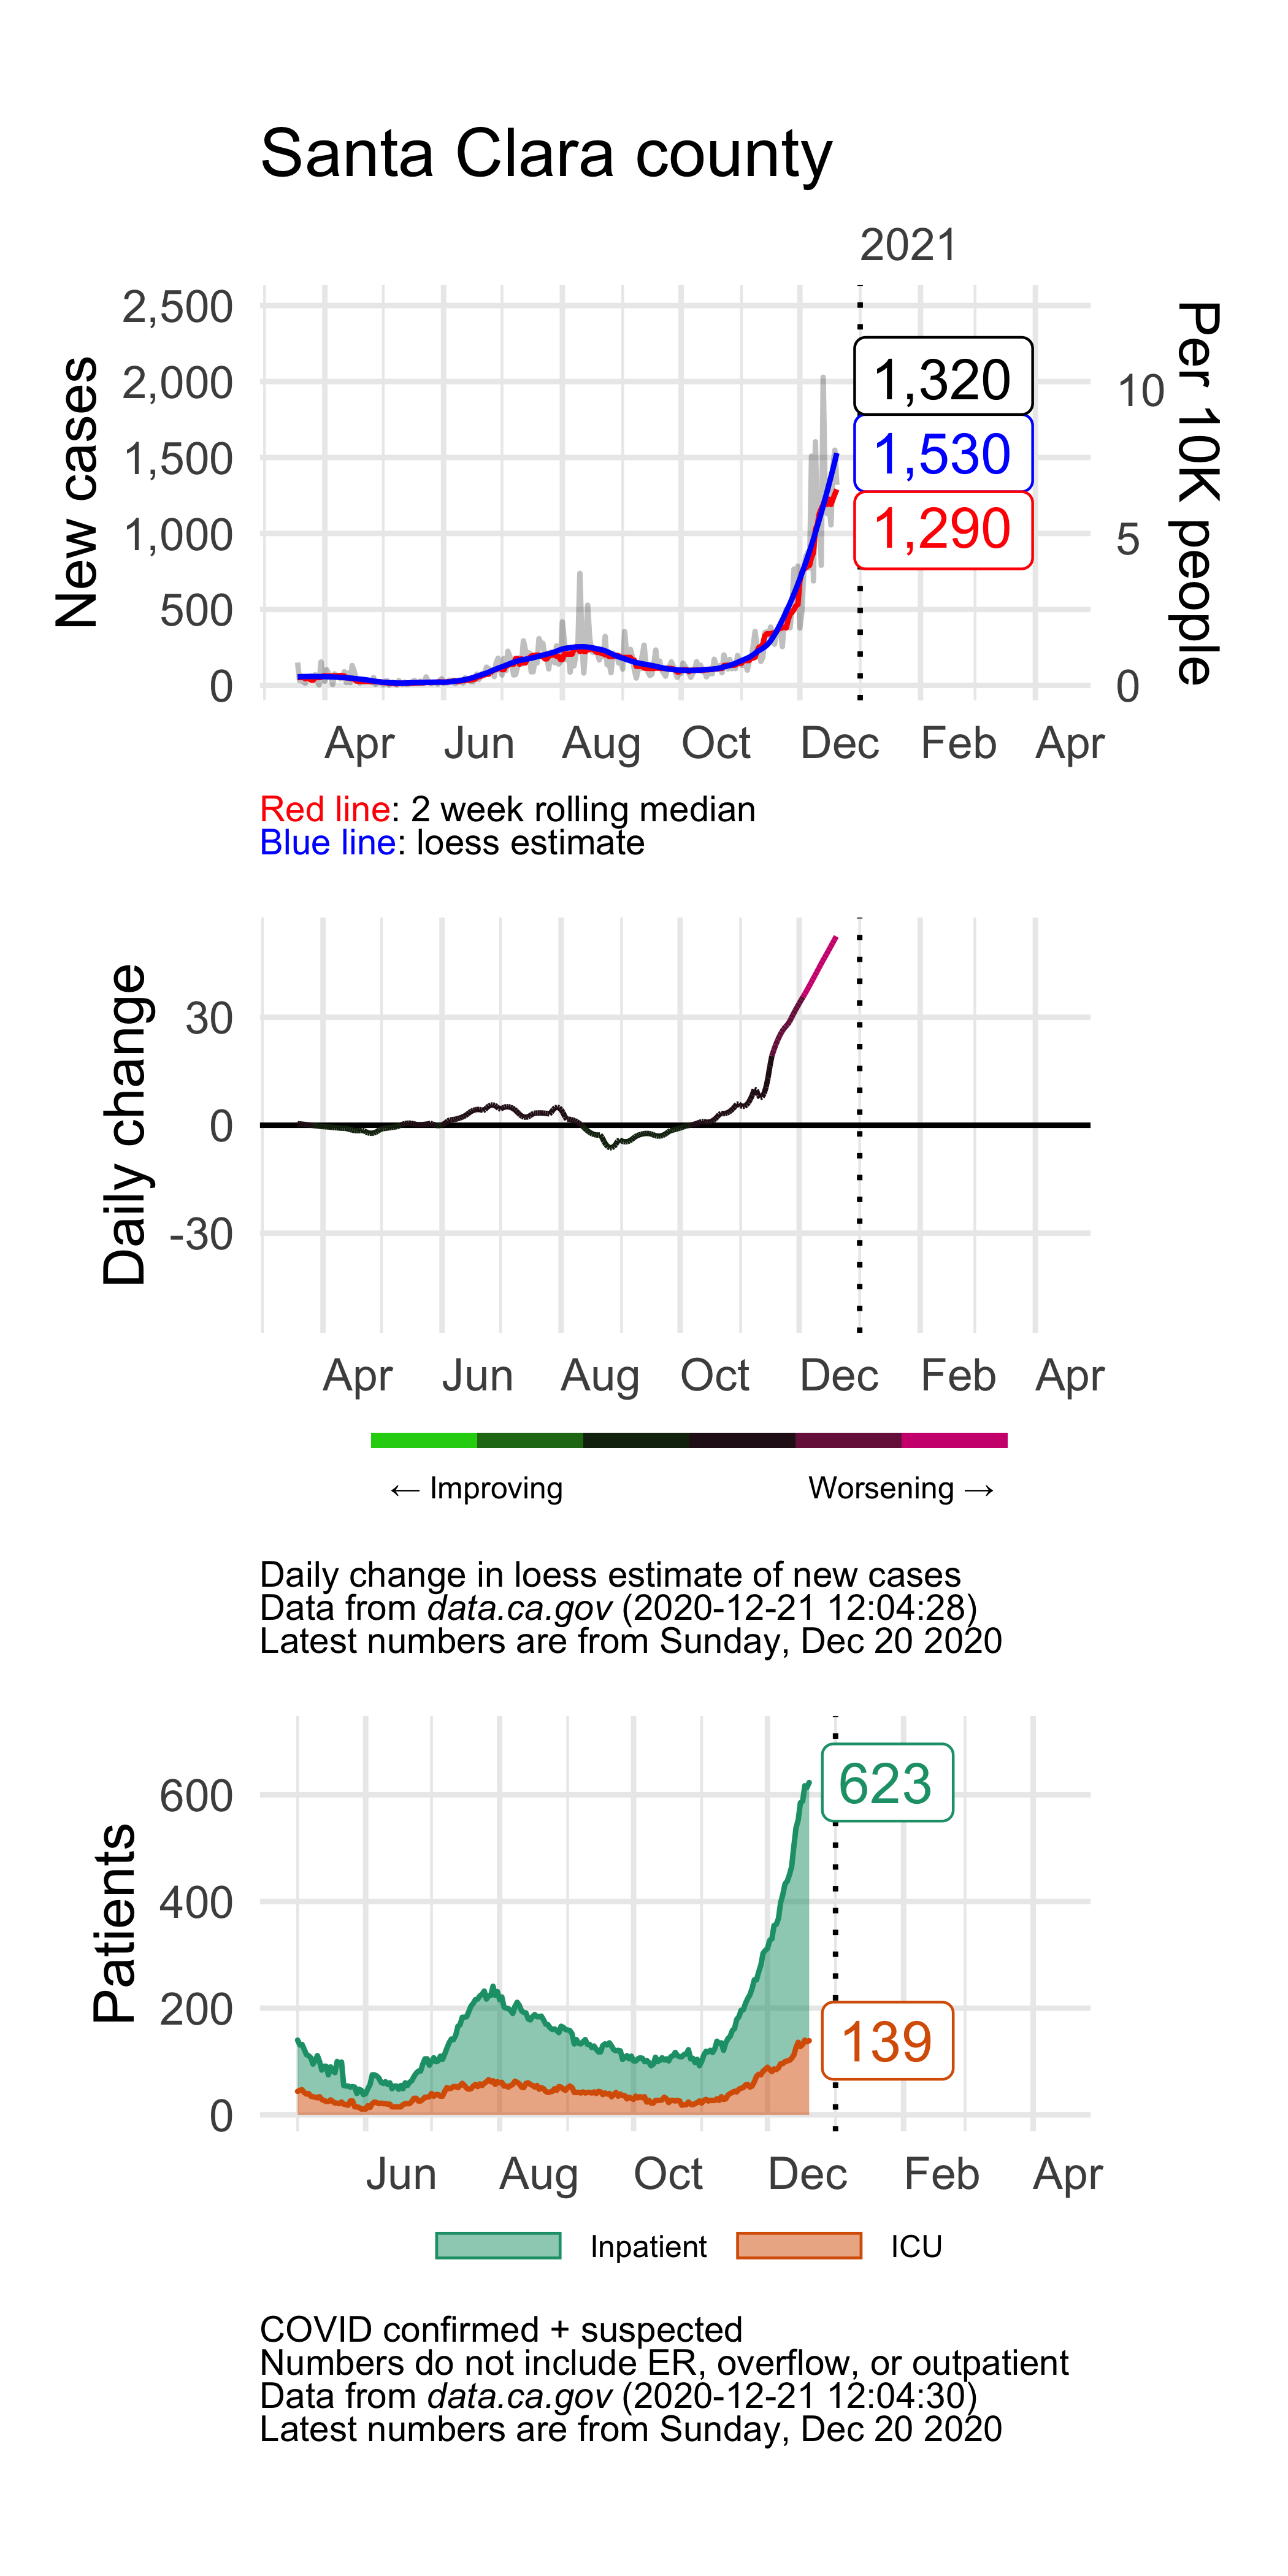 Santa Clara county
2021
New cases
2,500
2,000
1,500
1,000
500
0
1,320
1,530
1,290
10
5
0
Per 10K people
Apr Jun Aug Oct Dec Feb Apr
Red line: 2 week rolling median
Blue line: loess estimate
Daily change
30
0
-30
Apr Jun Aug Oct Dec Feb Apr
← Improving Worsening →
Daily change in loess estimate of new cases
Data from data.ca.gov (2020-12-21 12:04:28)
Latest numbers are from Sunday, Dec 20 2020
Patients
600
400
200
0
623
139
Jun Aug Oct Dec Feb Apr
Inpatient ICU
COVID confirmed + suspected
Numbers do not include ER, overflow, or outpatient
Data from data.ca.gov (2020-12-21 12:04:30)
Latest numbers are from Sunday, Dec 20 2020